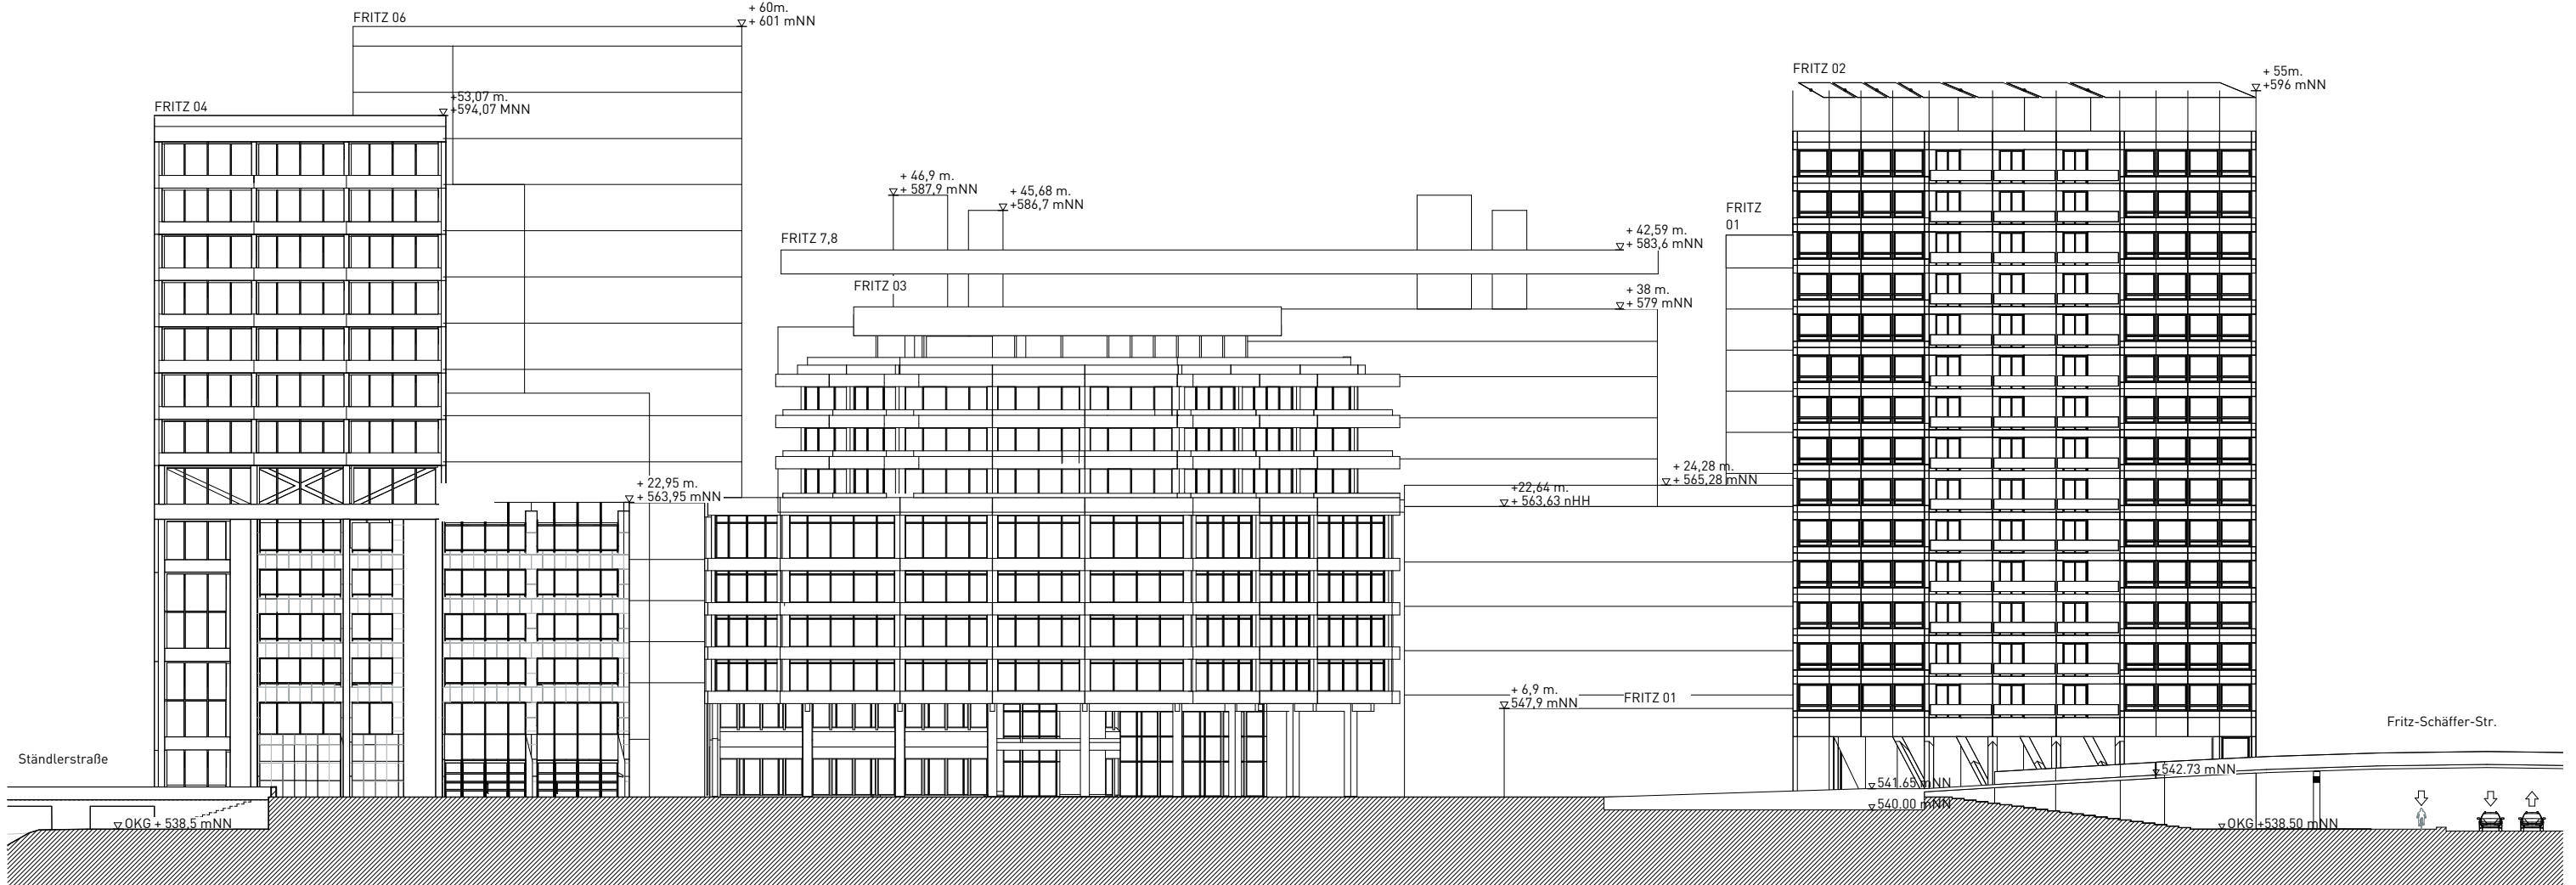 FRITZ 06
+ 60m.
+ 601 mNN
FRITZ 04
+53,07 m.
+594,07 MNN
FRITZ 02
+ 55m.
+596 mNN
+ 46,9 m.
+ 587,9 mNN
+ 45,68 m.
+586,7 mNN
FRITZ
01
FRITZ 7,8
+ 42,59 m.
+ 583,6 mNN
FRITZ 03
+ 38 m.
+ 579 mNN
+ 22,95 m.
+ 563,95 mNN
+22,64 m.
+ 563,63 nHH
+ 24,28 m.
+ 565,28 mNN
+ 6,9 m.
547,9 mNN
FRITZ 01
Fritz-Schäffer-Str.
Ständlerstraße
542.73 mNN
541.65 mNN
540.00 mNN
OKG + 538.5 mNN
OKG +538.50 mNN